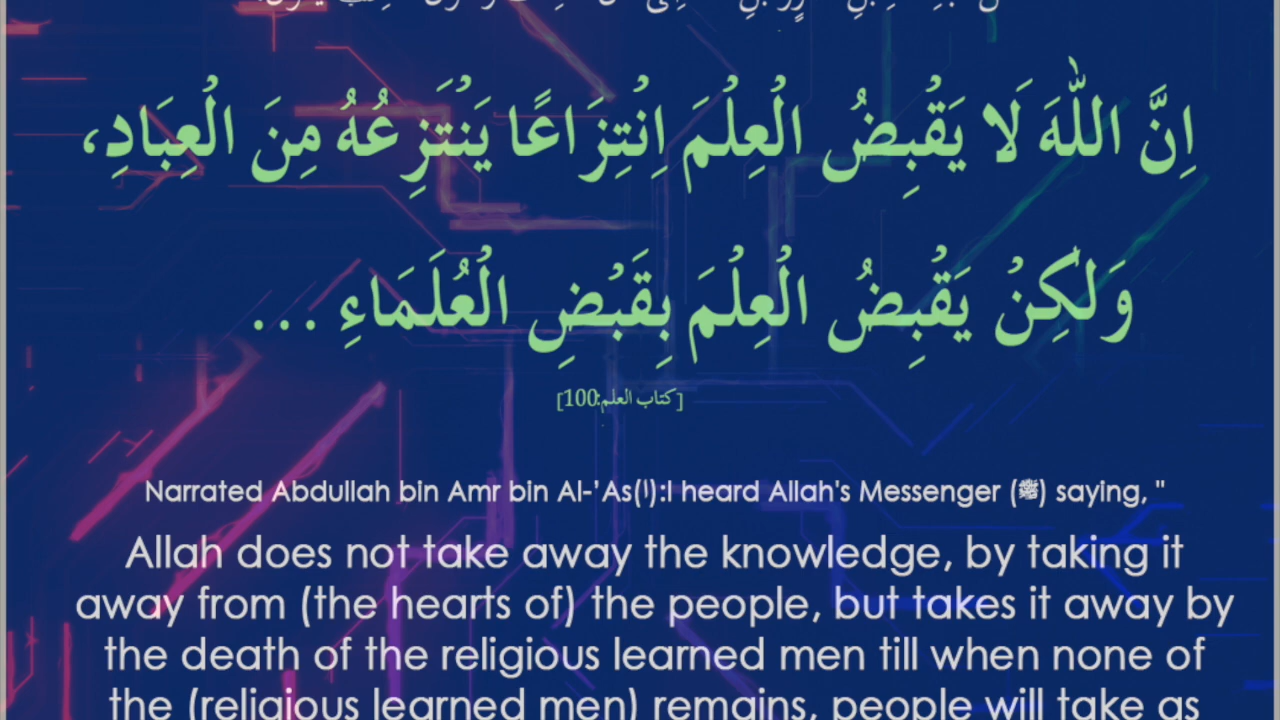 اِنَّ اللّٰهَ لَا يَقْبِضُ الْعِلْمَ اِنْتِزَاعًا يَنْتَزِعُهُ مِنَ الْعِبَادِ،
وَلٰكِنْ يَقْبِضُ الْعِلْمَ بِقَبْضِ الْعُلَمَاءِ ...
[كتاب العلم:100]
Narrated Abdullah bin Amr bin Al-'As(ا):I heard Allah's Messenger (ﷺ) saying, "
Allah does not take away the knowledge, by taking it
away from (the hearts of) the people, but takes it away by
the death of the religious learned men till when none of
the (religious learned men) remains, people will take as